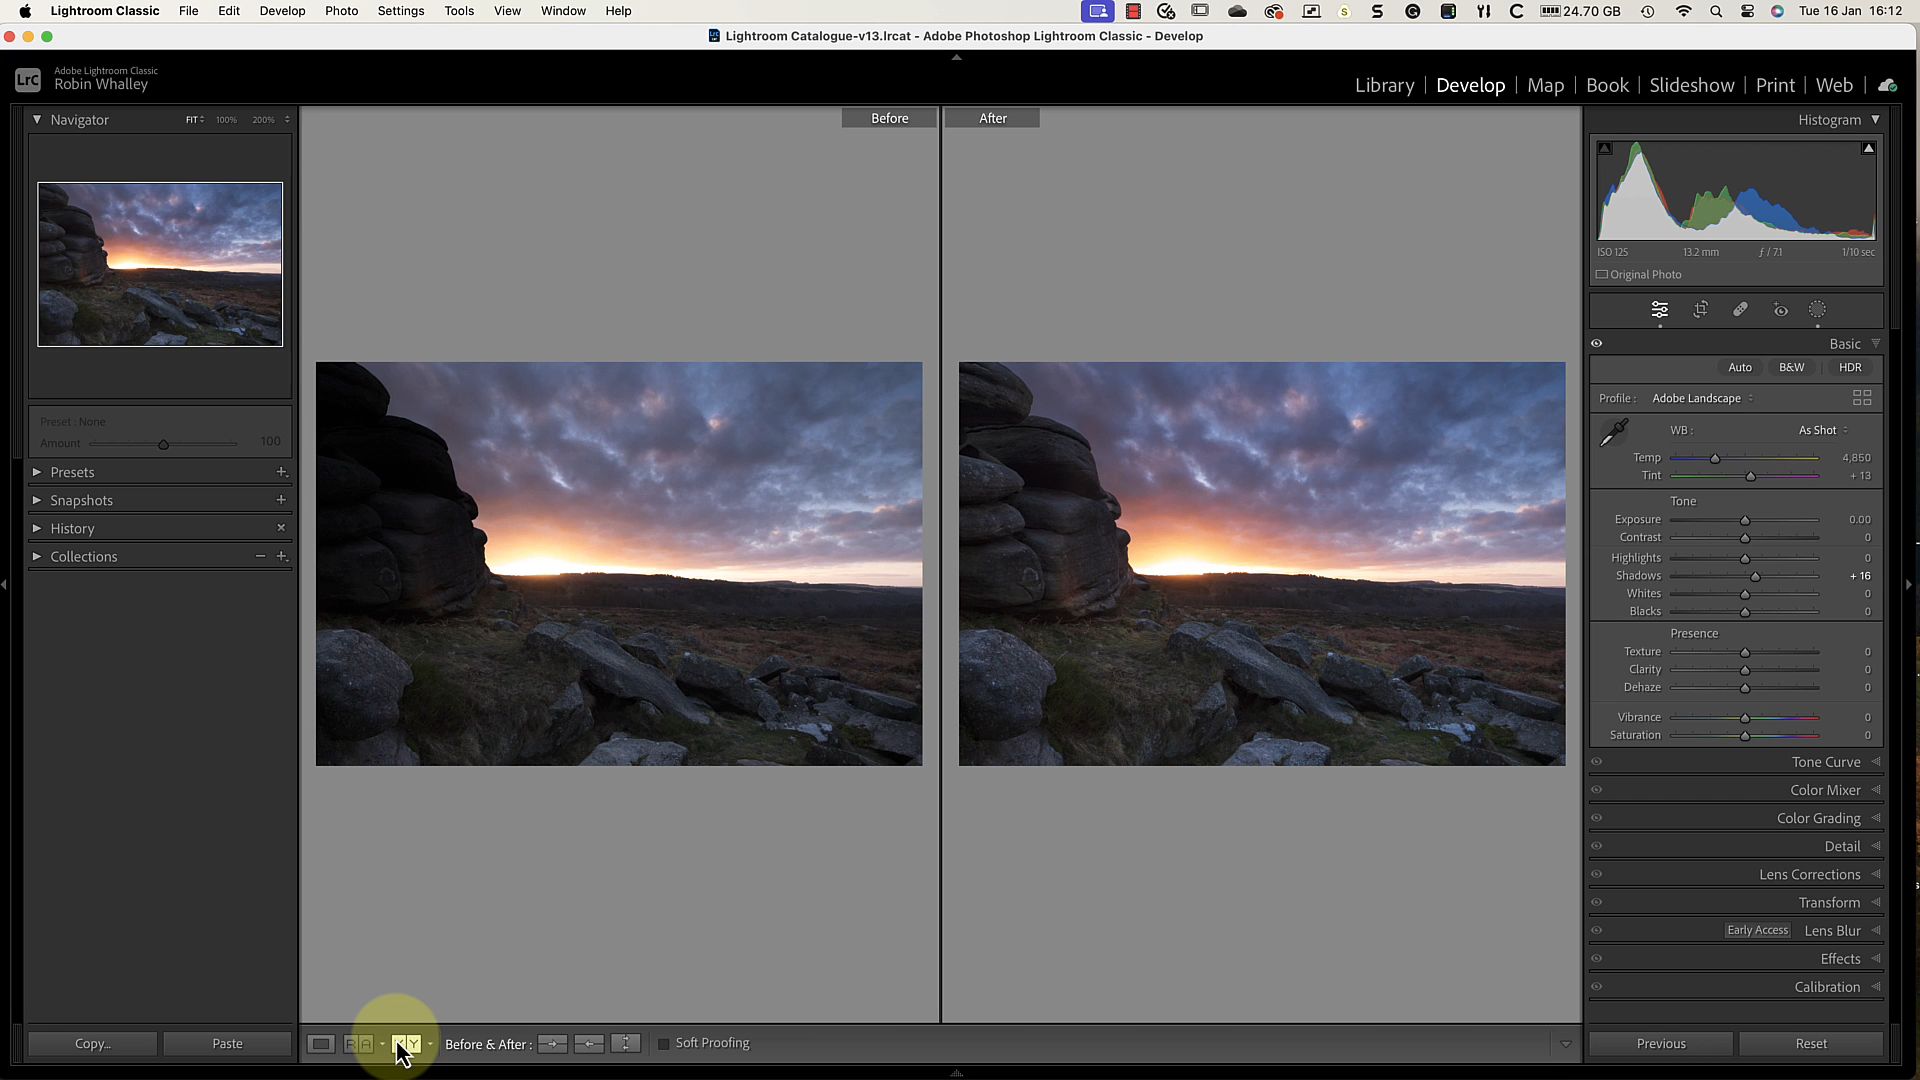 Lightroom Classic File Edit Develop Photo Settings Tools View Window Help 24.70 GB Tue 16 Jan 16:12
Lightroom Catalogue-v13.lrcat - Adobe Photoshop Lightroom Classic - Develop
LrC Adobe Lightroom Classic
Robin Whalley
Library | Develop | Map | Book | Slideshow | Print | Web
Navigator FIT 100% 200%
Before After
Histogram
ISO 125 13.2 mm ƒ / 7.1 1/10 sec
Original Photo
Basic
Auto B&W HDR
Profile : Adobe Landscape
WB : As Shot
Temp 4,850
Tint + 13
Tone
Exposure 0.00
Contrast 0
Highlights 0
Shadows + 16
Whites 0
Blacks 0
Presence
Texture 0
Clarity 0
Dehaze 0
Vibrance 0
Saturation 0
Tone Curve
Color Mixer
Color Grading
Detail
Lens Corrections
Transform
Early Access Lens Blur
Effects
Calibration
Preset : None
Amount 100
Presets
Snapshots
History
Collections
Copy... Paste
R A Y Before & After : Soft Proofing
Previous Reset